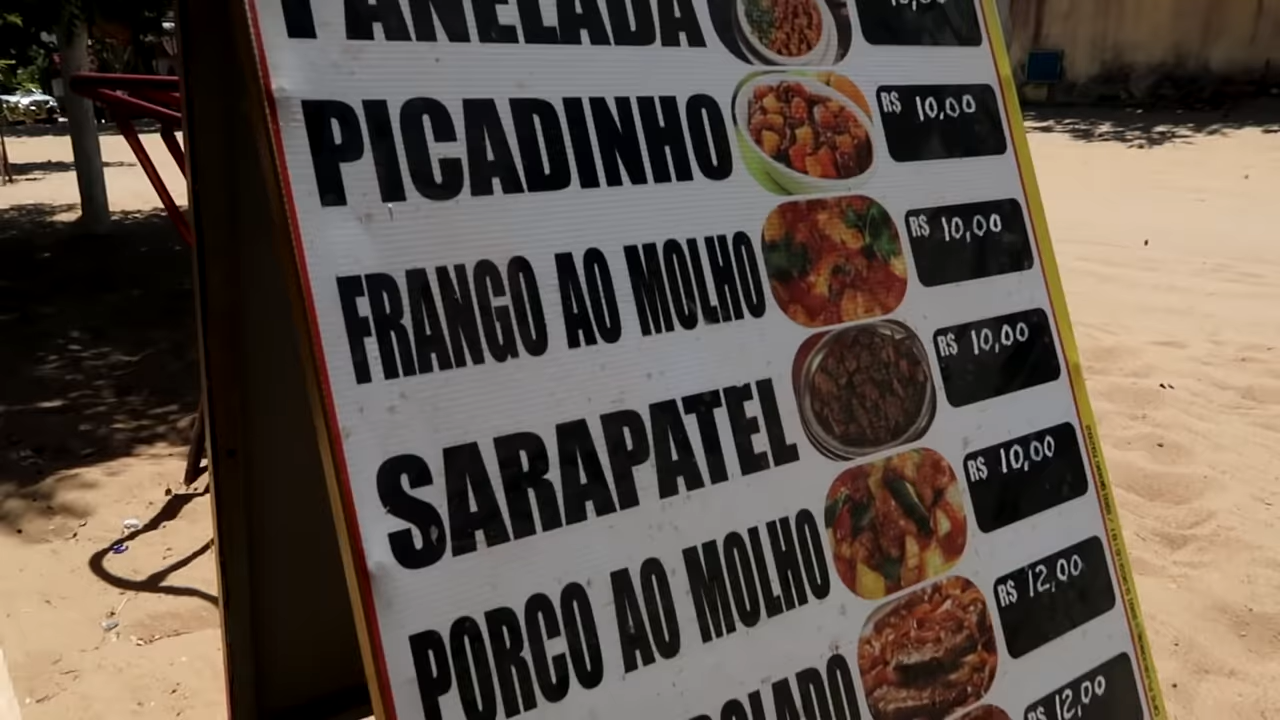 PANELADA
PICADINHO R$ 10,00
FRANGO AO MOLHO R$ 10,00
SARAPATEL R$ 10,00
PORCO AO MOLHO R$ 10,00
R$ 12,00
R$ 12,00